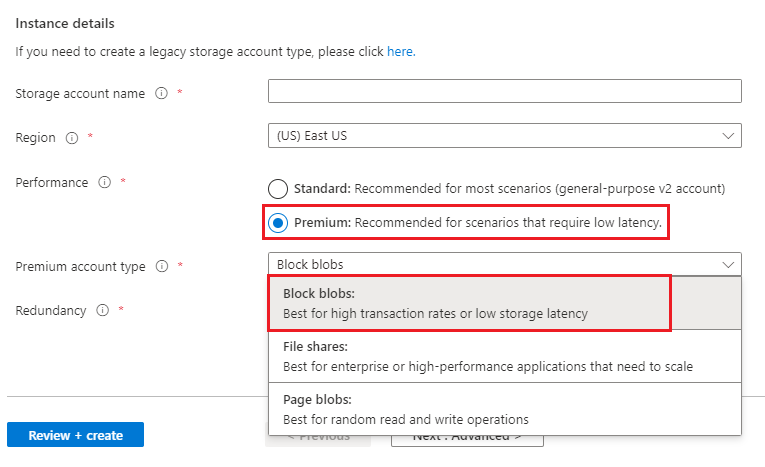 Instance details
If you need to create a legacy storage account type, please click here.
Storage account name *
Region * (US) East US
Performance * Standard: Recommended for most scenarios (general-purpose v2 account)
Premium: Recommended for scenarios that require low latency.
Premium account type * Block blobs
Block blobs:
Best for high transaction rates or low storage latency
Redundancy *
File shares:
Best for enterprise or high-performance applications that need to scale
Page blobs:
Best for random read and write operations
Review + create < Previous Next : Advanced >